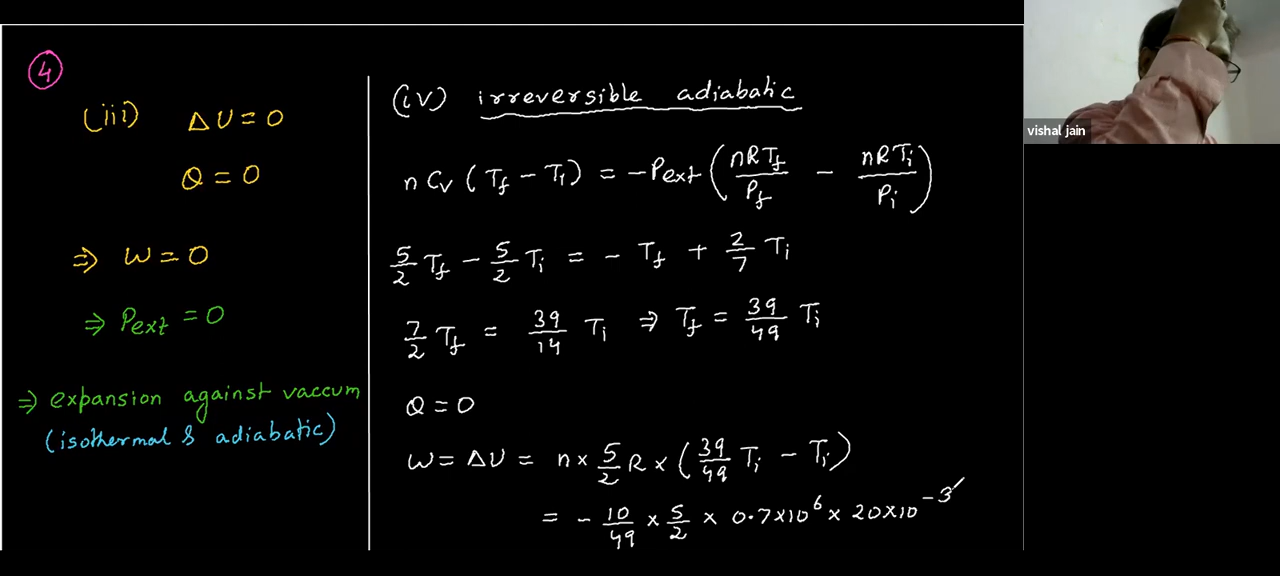 4
(iii) ΔU = 0
Q = 0
⇒ W = 0
⇒ Pext = 0
⇒ expansion against vaccum
(isothermal & adiabatic)
(iv) irreversible adiabatic
n Cv (Tf − Ti) = −Pext (nRTf/Pf − nRTi/Pi)
5/2 Tf − 5/2 Ti = − Tf + 2/7 Ti
7/2 Tf = 39/14 Ti ⇒ Tf = 39/49 Ti
Q = 0
W = ΔU = n × 5/2 R × (39/49 Ti − Ti)
= − 10/49 × 5/2 × 0.7×10⁶ × 20×10⁻³
vishal jain